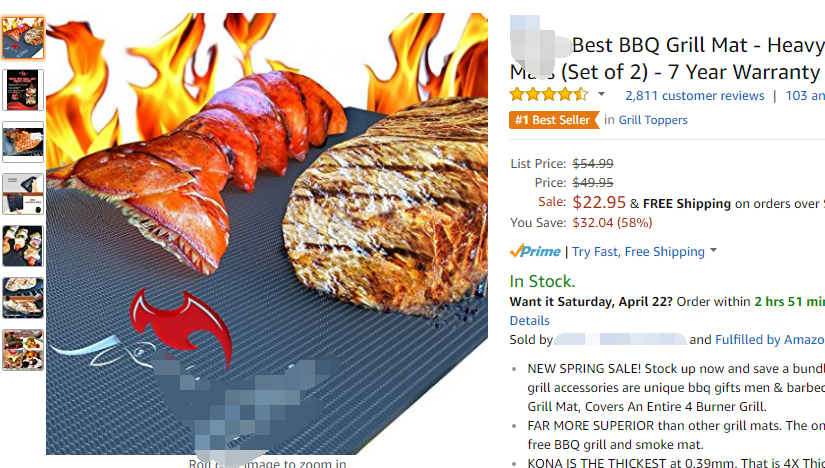 Best BBQ Grill Mat - Heavy
(Set of 2) - 7 Year Warranty
2,811 customer reviews | 103 an
#1 Best Seller in Grill Toppers
List Price: $54.99
Price: $49.95
Sale: $22.95 & FREE Shipping on orders over
You Save: $32.04 (58%)
Prime | Try Fast, Free Shipping
In Stock.
Want it Saturday, April 22? Order within 2 hrs 51 min
Details
Sold by and Fulfilled by Amazo
NEW SPRING SALE! Stock up now and save a bundl
grill accessories are unique bbq gifts men & barbec
Grill Mat, Covers An Entire 4 Burner Grill.
FAR MORE SUPERIOR than other grill mats. The on
free BBQ grill and smoke mat.
KONA IS THE THICKEST at 0.39mm. That is 4X Thic
Roll image to zoom in